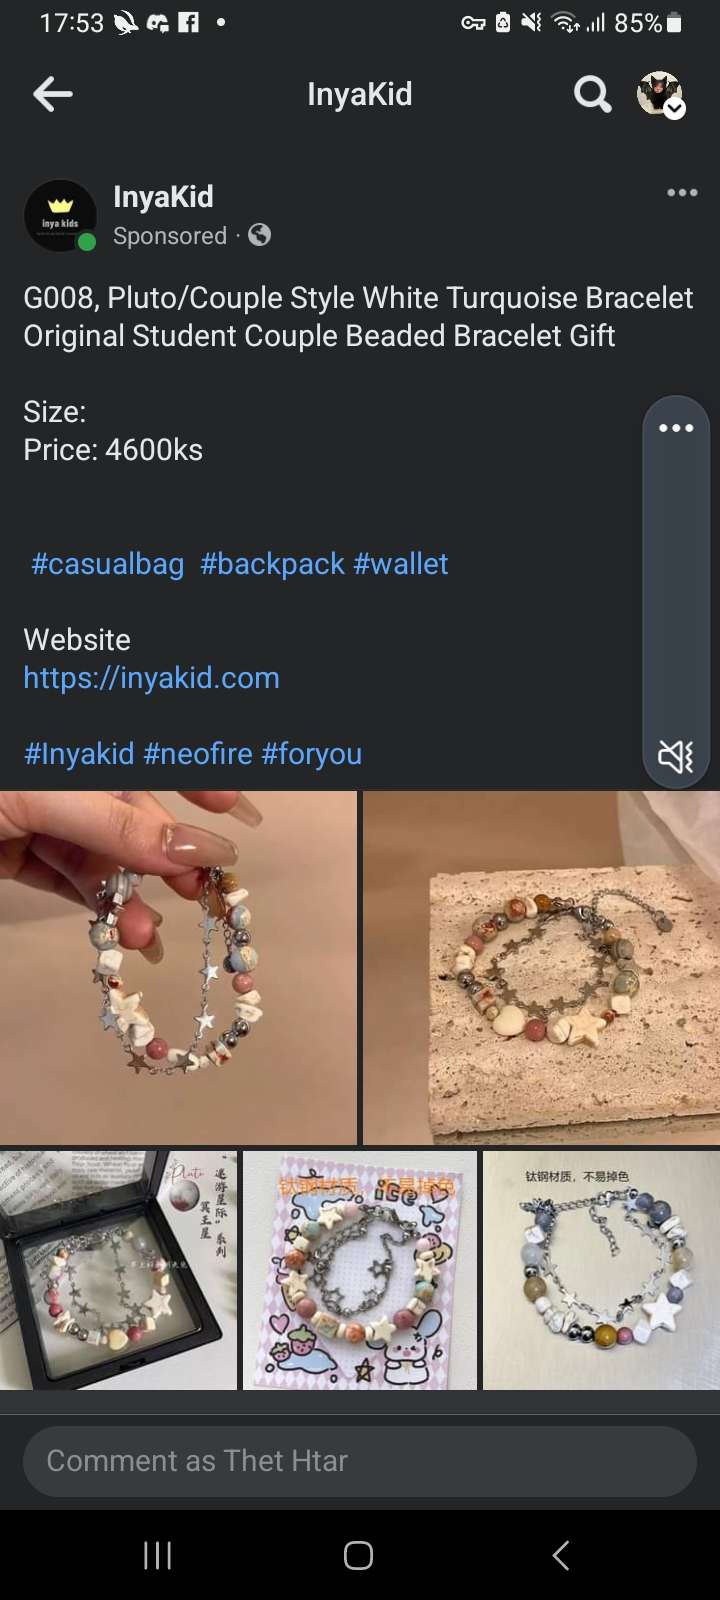 17:53
85%
InyaKid
inya kids
InyaKid
Sponsored ·
G008, Pluto/Couple Style White Turquoise Bracelet
Original Student Couple Beaded Bracelet Gift
Size:
Price: 4600ks
#casualbag #backpack #wallet
Website
https://inyakid.com
#Inyakid #neofire #foryou
Pluto
"遨游星际"系列
冥王星
钛钢材质 不易掉色
ice
钛钢材质，不易掉色
Comment as Thet Htar